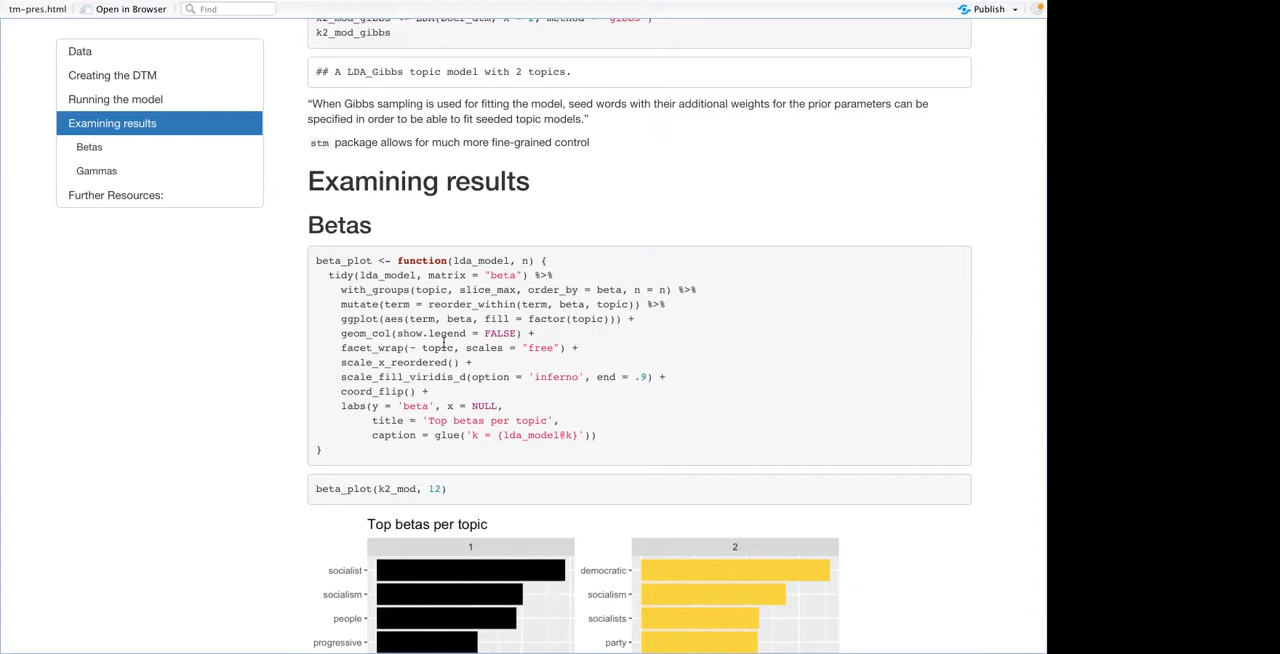 tm-pres.html
Open in Browser
Find
Publish
Data
Creating the DTM
Running the model
Examining results
Betas
Gammas
Further Resources:
k2_mod_gibbs <- LDA(boer_dtm, k = 2, method = "gibbs")
k2_mod_gibbs
## A LDA_Gibbs topic model with 2 topics.
“When Gibbs sampling is used for fitting the model, seed words with their additional weights for the prior parameters can be
specified in order to be able to fit seeded topic models.”
stm package allows for much more fine-grained control
Examining results
Betas
beta_plot <- function(lda_model, n) {
tidy(lda_model, matrix = "beta") %>%
with_groups(topic, slice_max, order_by = beta, n = n) %>%
mutate(term = reorder_within(term, beta, topic)) %>%
ggplot(aes(term, beta, fill = factor(topic))) +
geom_col(show.legend = FALSE) +
facet_wrap(~ topic, scales = "free") +
scale_x_reordered() +
scale_fill_viridis_d(option = 'inferno', end = .9) +
coord_flip() +
labs(y = 'beta', x = NULL,
title = 'Top betas per topic',
caption = glue('k = {lda_model@k}'))
}
beta_plot(k2_mod, 12)
Top betas per topic
1
2
socialist
socialism
people
progressive
democratic
socialism
socialists
party